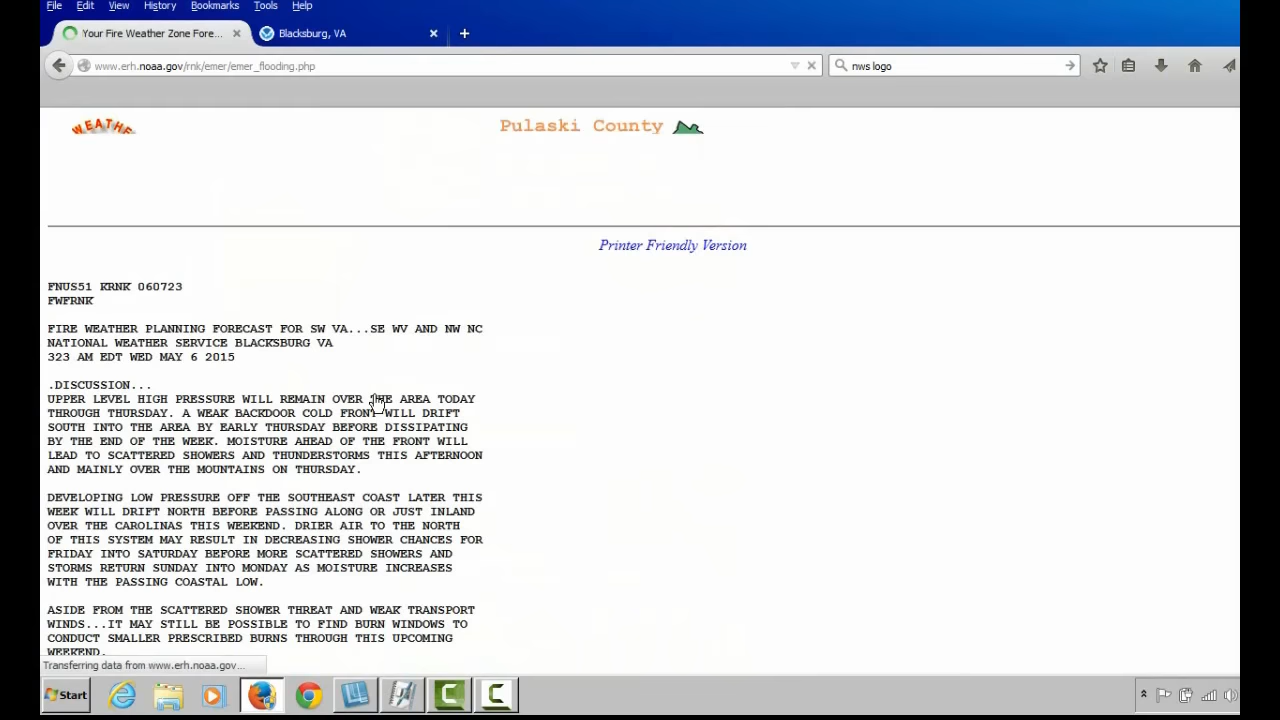 File Edit View History Bookmarks Tools Help
Your Fire Weather Zone Fore... Blacksburg, VA
www.erh.noaa.gov/rnk/emer/emer_flooding.php nws logo
WEATHE Pulaski County
Printer Friendly Version
FNUS51 KRNK 060723
FWFRNK
FIRE WEATHER PLANNING FORECAST FOR SW VA...SE WV AND NW NC
NATIONAL WEATHER SERVICE BLACKSBURG VA
323 AM EDT WED MAY 6 2015
.DISCUSSION...
UPPER LEVEL HIGH PRESSURE WILL REMAIN OVER THE AREA TODAY
THROUGH THURSDAY. A WEAK BACKDOOR COLD FRONT WILL DRIFT
SOUTH INTO THE AREA BY EARLY THURSDAY BEFORE DISSIPATING
BY THE END OF THE WEEK. MOISTURE AHEAD OF THE FRONT WILL
LEAD TO SCATTERED SHOWERS AND THUNDERSTORMS THIS AFTERNOON
AND MAINLY OVER THE MOUNTAINS ON THURSDAY.
DEVELOPING LOW PRESSURE OFF THE SOUTHEAST COAST LATER THIS
WEEK WILL DRIFT NORTH BEFORE PASSING ALONG OR JUST INLAND
OVER THE CAROLINAS THIS WEEKEND. DRIER AIR TO THE NORTH
OF THIS SYSTEM MAY RESULT IN DECREASING SHOWER CHANCES FOR
FRIDAY INTO SATURDAY BEFORE MORE SCATTERED SHOWERS AND
STORMS RETURN SUNDAY INTO MONDAY AS MOISTURE INCREASES
WITH THE PASSING COASTAL LOW.
ASIDE FROM THE SCATTERED SHOWER THREAT AND WEAK TRANSPORT
WINDS...IT MAY STILL BE POSSIBLE TO FIND BURN WINDOWS TO
CONDUCT SMALLER PRESCRIBED BURNS THROUGH THIS UPCOMING
WEEKEND.
Transferring data from www.erh.noaa.gov...
Start